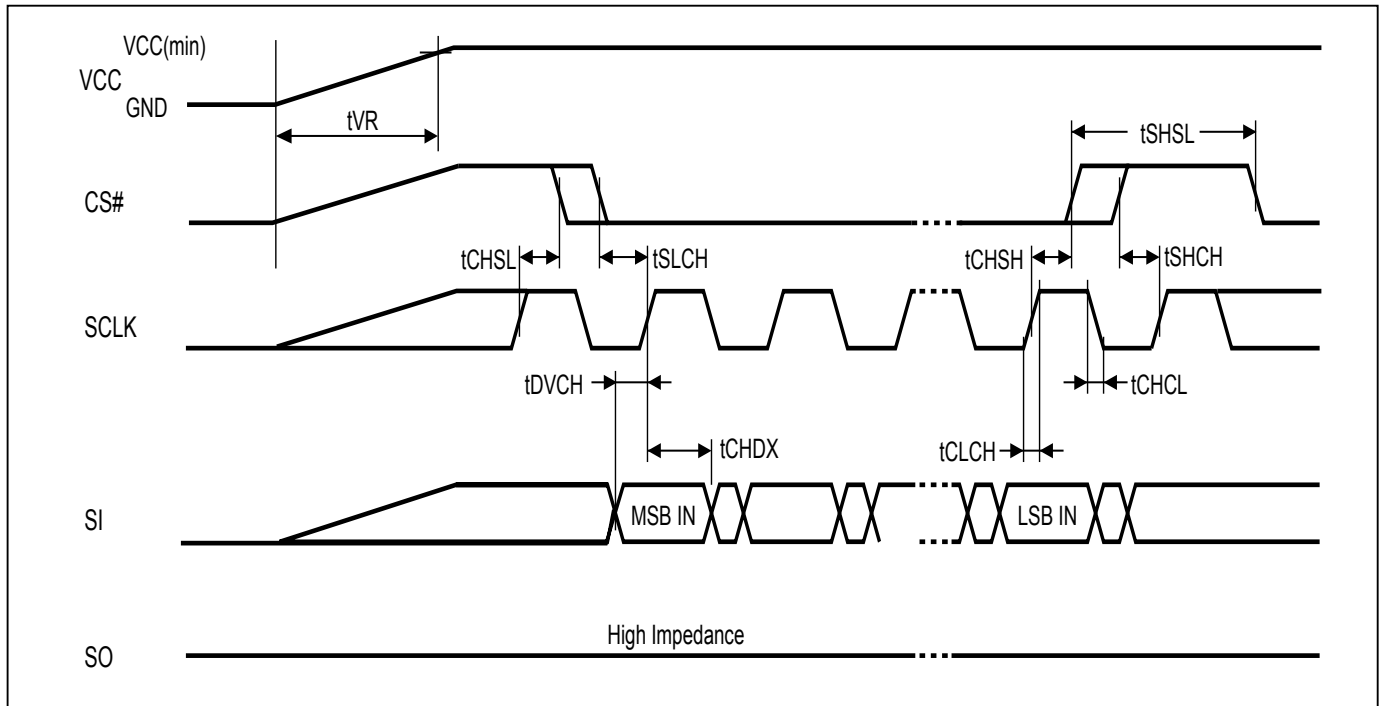 VCC(min)
VCC
GND
tVR
tSHSL
CS#
tCHSL
tSLCH
tCHSH
tSHCH
SCLK
tDVCH
tCHCL
tCHDX
tCLCH
SI
MSB IN
LSB IN
High Impedance
SO